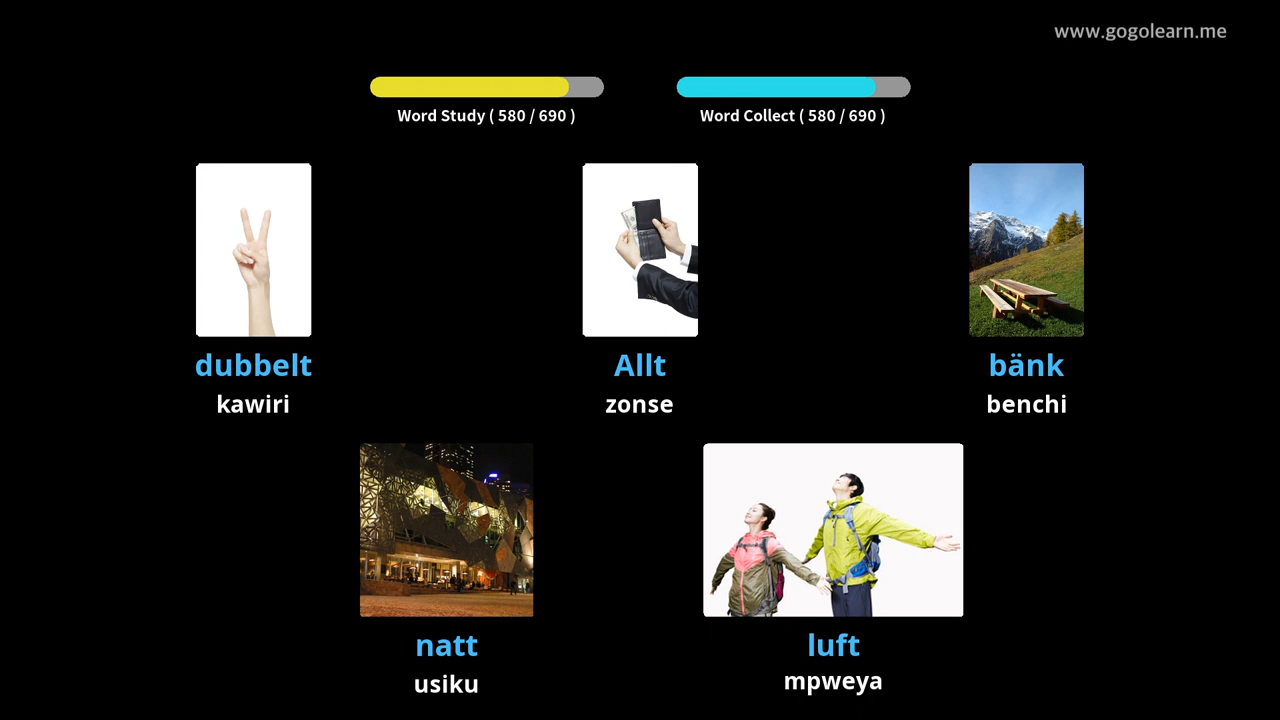 www.gogolearn.me
Word Study ( 580 / 690 )
Word Collect ( 580 / 690 )
dubbelt
kawiri
Allt
zonse
bänk
benchi
natt
usiku
luft
mpweya